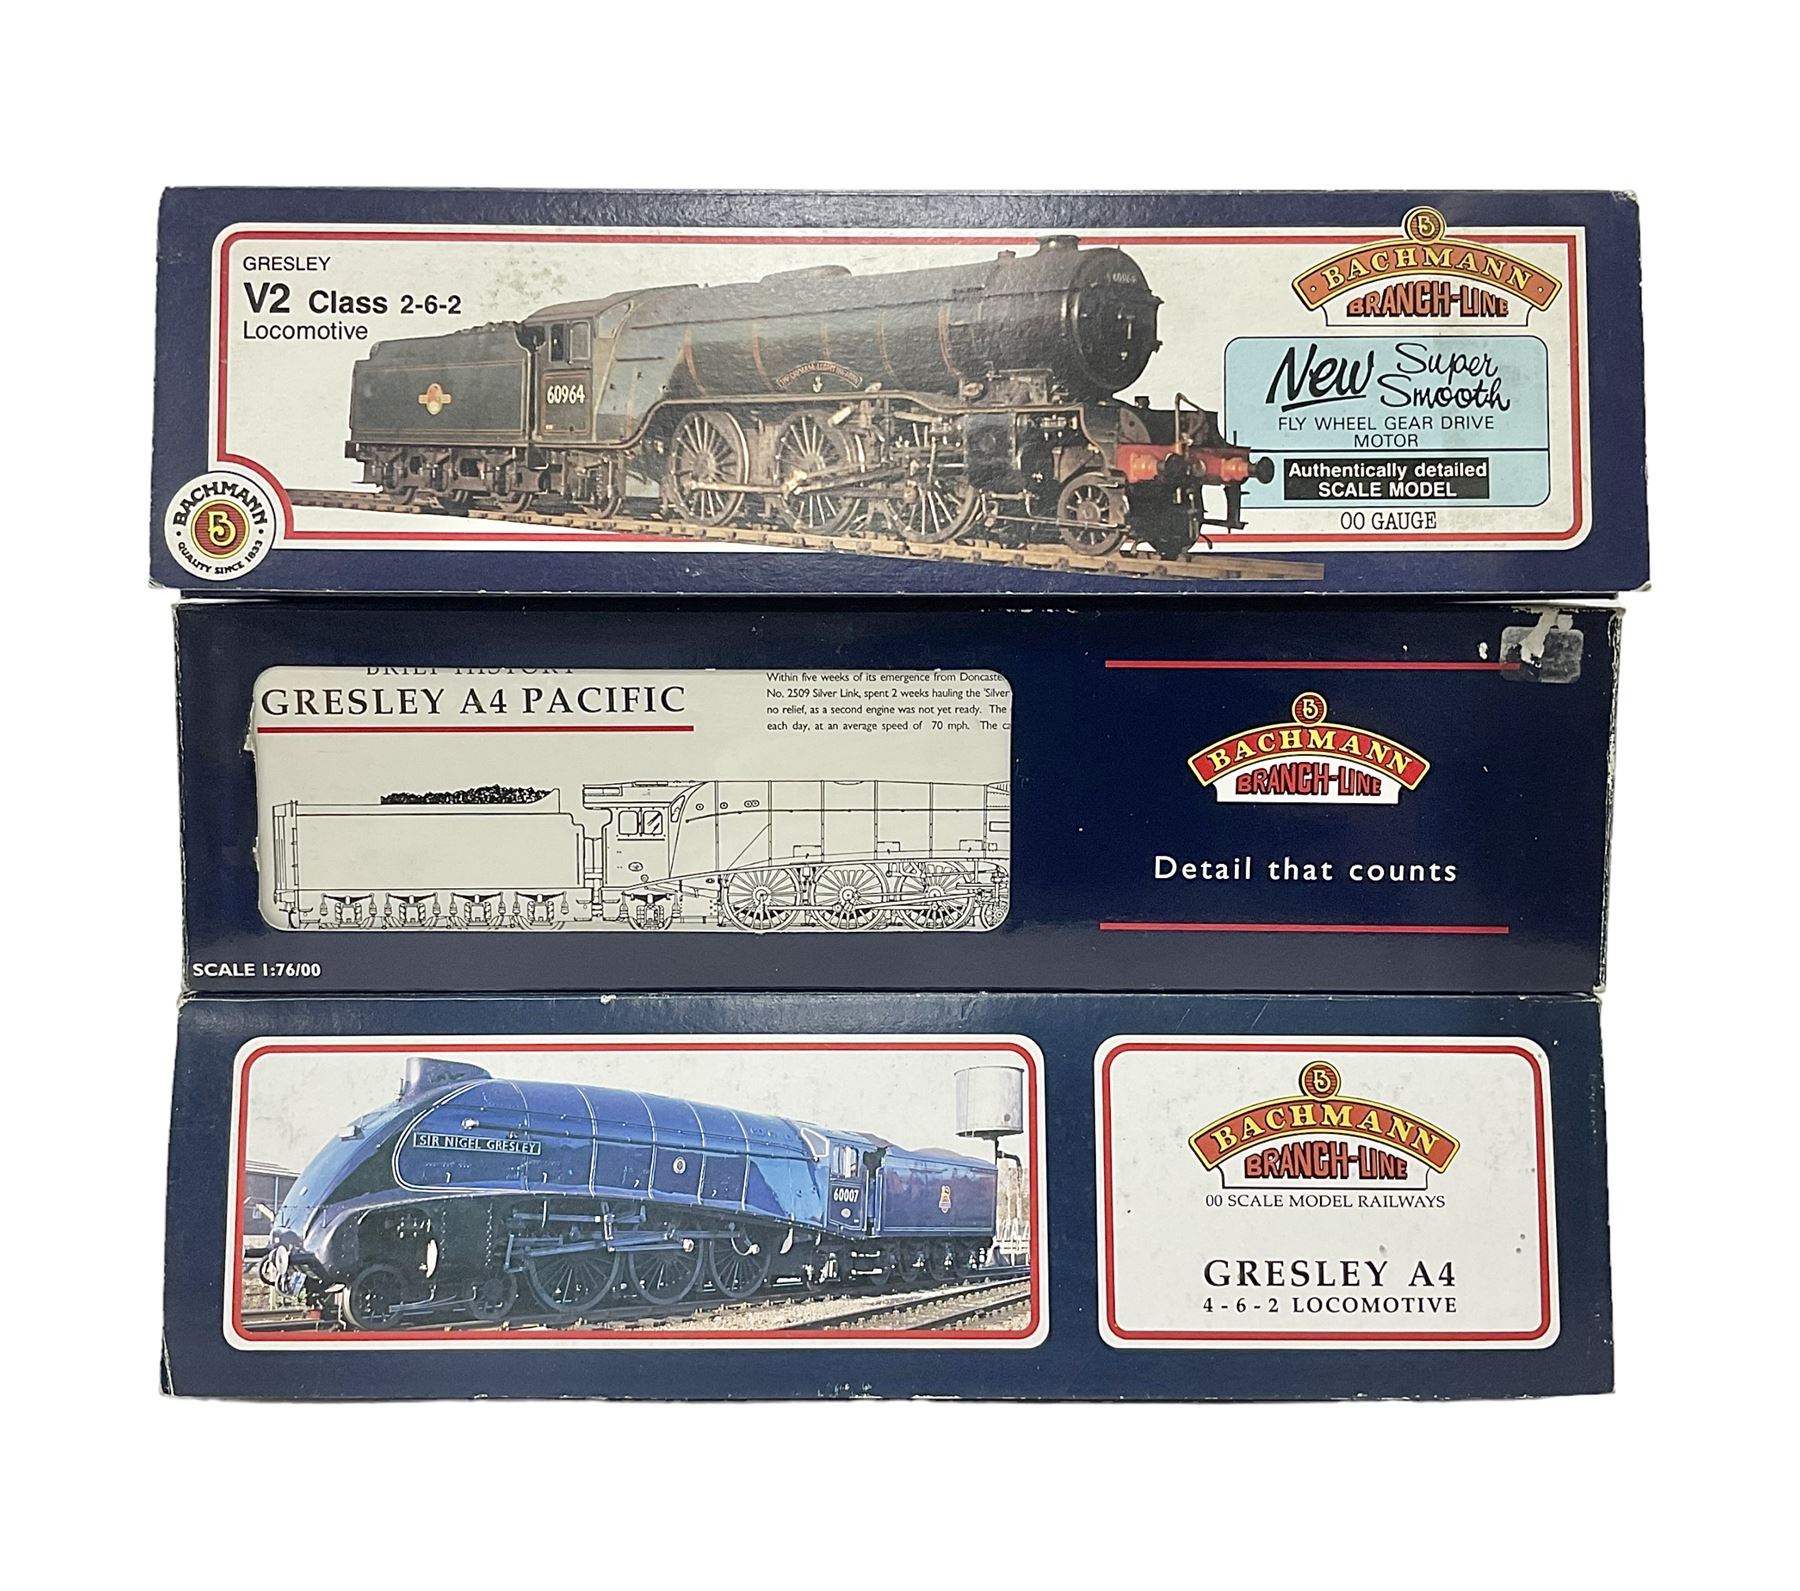 GRESLEY
V2 Class 2-6-2
Locomotive
60964
BACHMANN
BRANCH-LINE
New Super
Smooth
FLY WHEEL GEAR DRIVE
MOTOR
Authentically detailed
SCALE MODEL
OO GAUGE
BACHMANN
QUALITY SINCE 1833
BRIEF HISTORY
GRESLEY A4 PACIFIC
Within five weeks of its emergence from Doncaste
No. 2509 Silver Link, spent 2 weeks hauling the 'Silver
no relief, as a second engine was not yet ready. The
each day, at an average speed of 70 mph. The ca
BACHMANN
BRANCH-LINE
Detail that counts
SCALE 1:76/00
SIR NIGEL GRESLEY
60007
BACHMANN
BRANCH-LINE
00 SCALE MODEL RAILWAYS
GRESLEY A4
4-6-2 LOCOMOTIVE